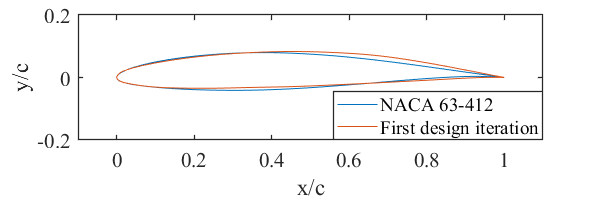 0.2
y/c
0
-0.2
NACA 63-412
First design iteration
0 0.2 0.4 0.6 0.8 1
x/c